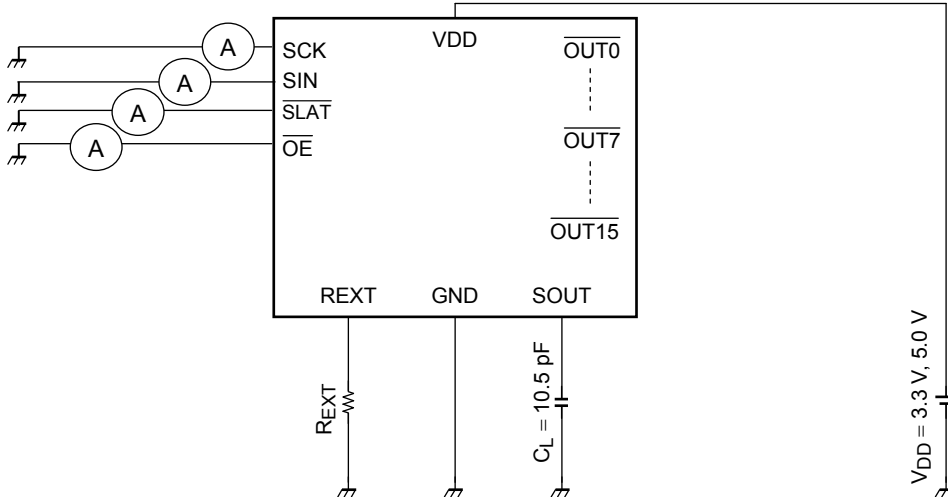 A SCK
A SIN
A SLAT
A OE
VDD
OUT0
OUT7
OUT15
REXT GND SOUT
REXT
CL = 10.5 pF
VDD = 3.3 V, 5.0 V